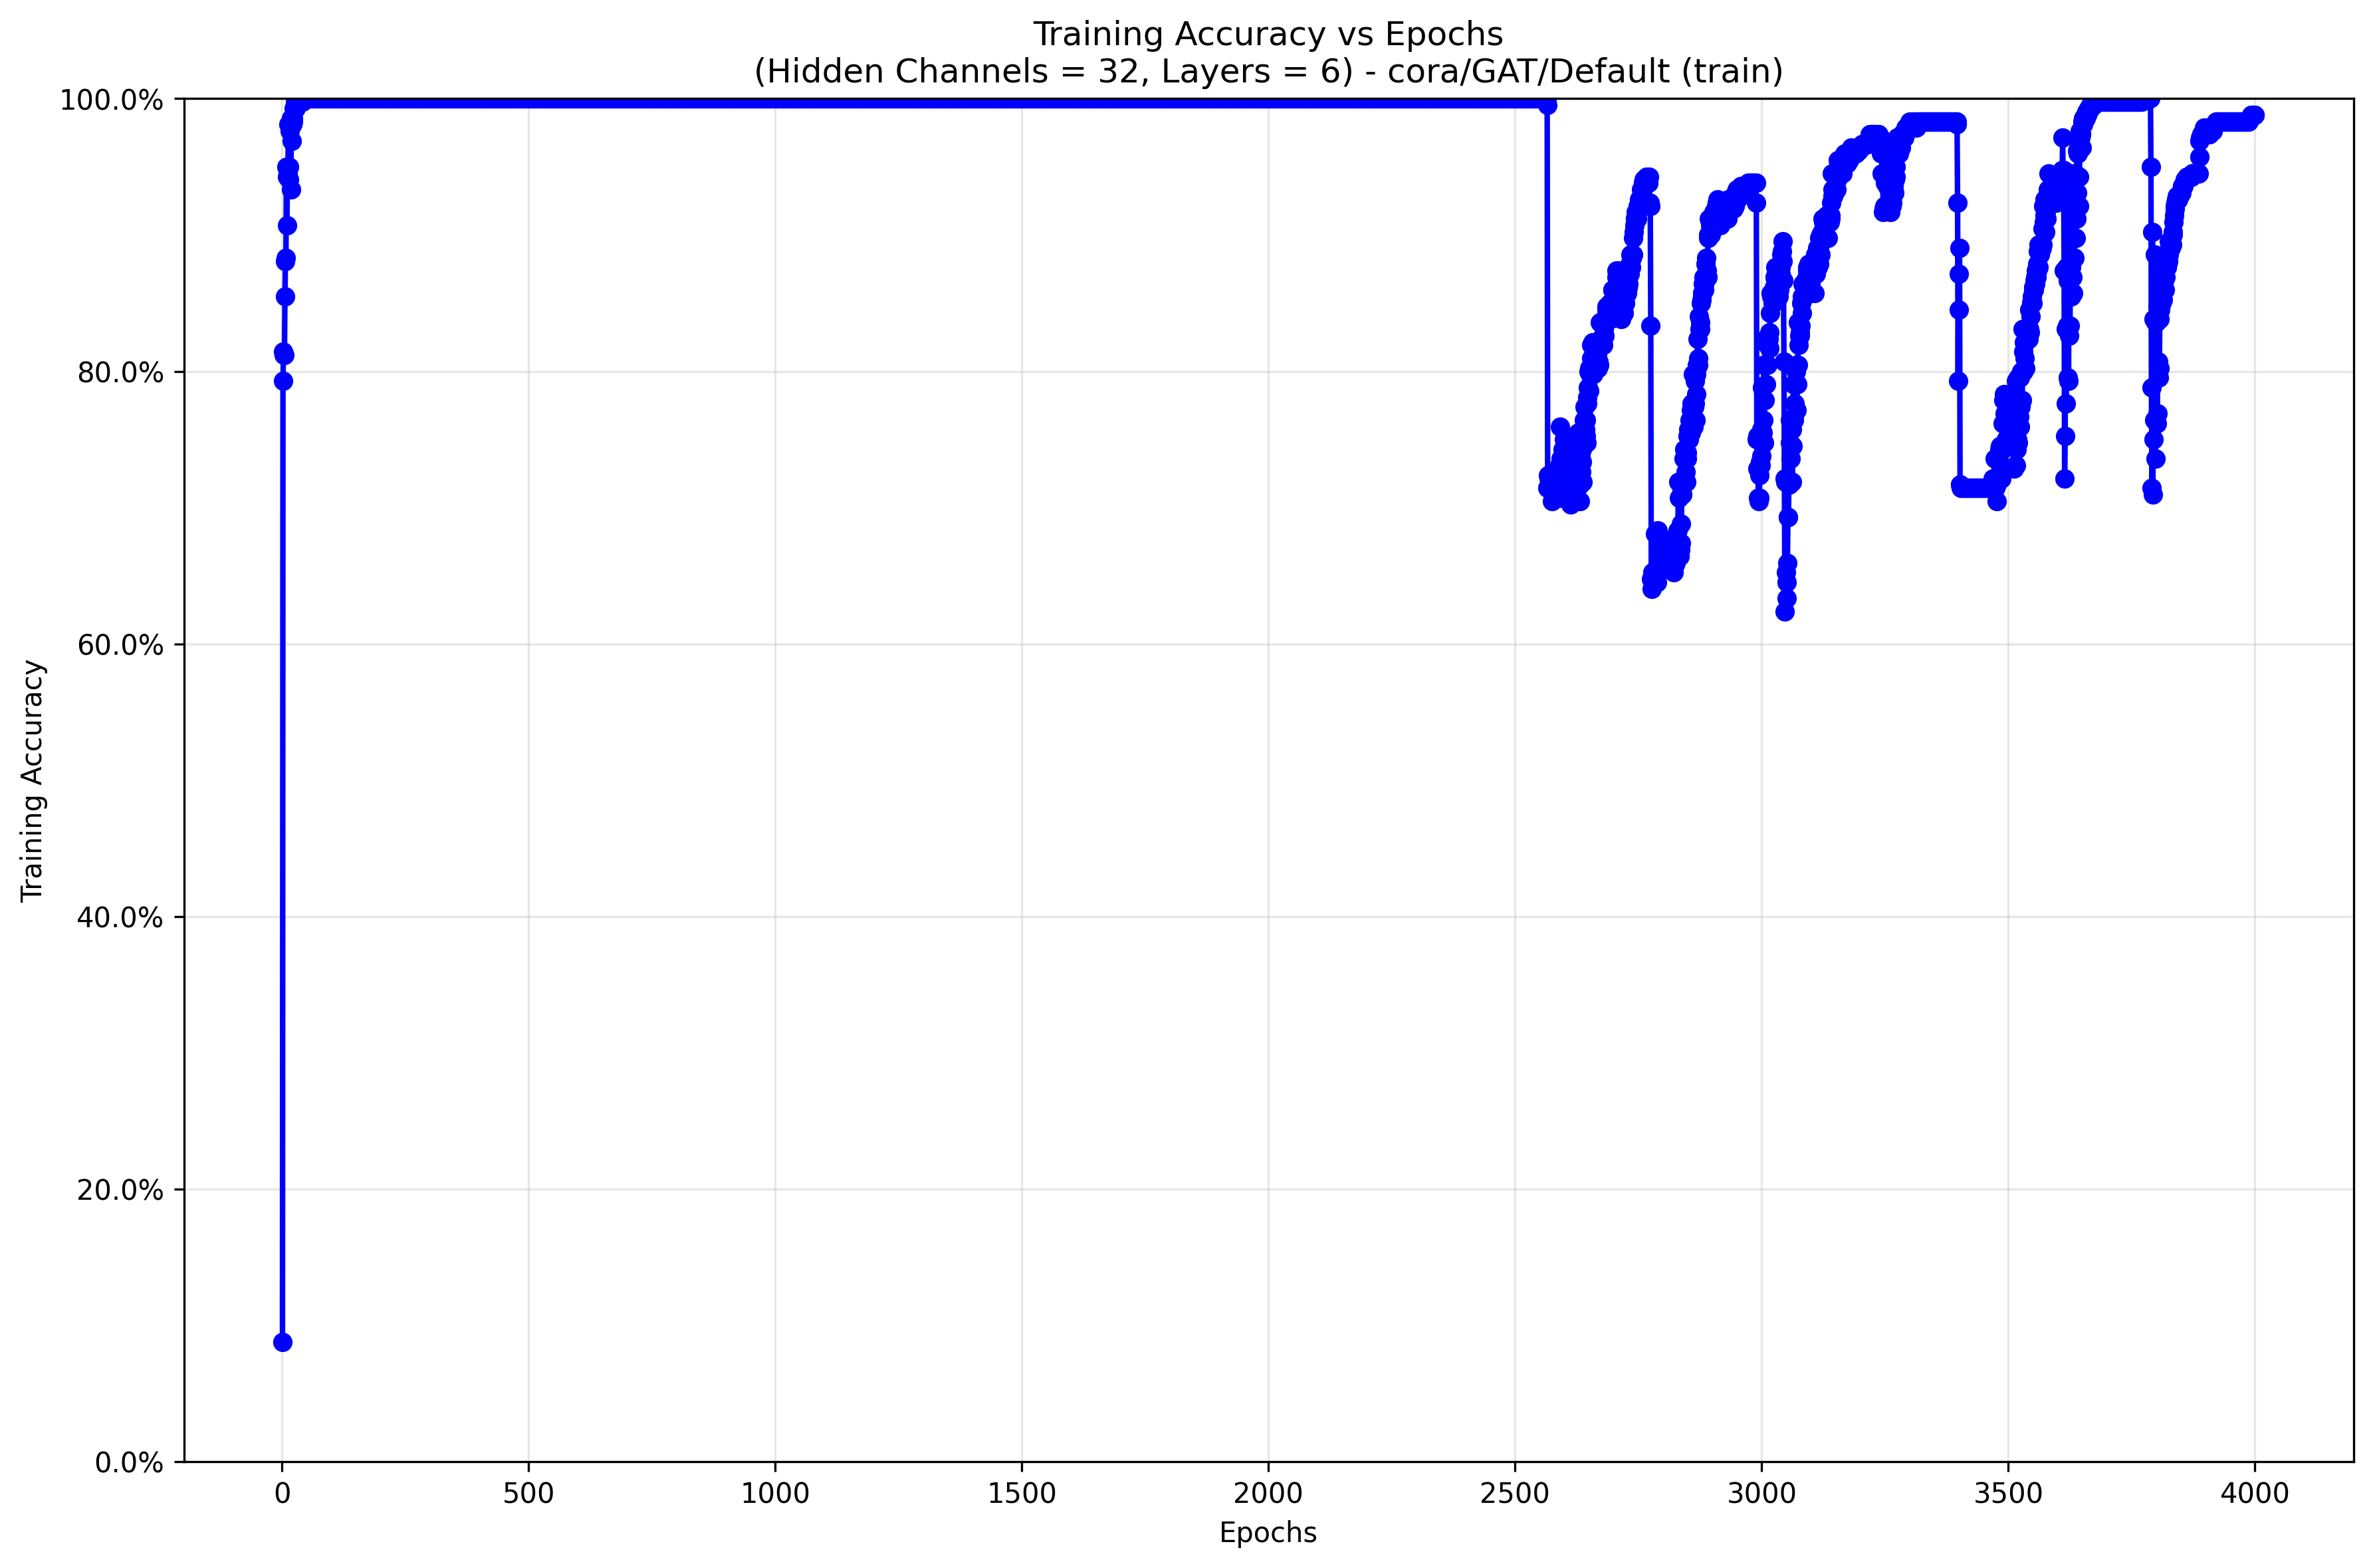 Training Accuracy vs Epochs
(Hidden Channels = 32, Layers = 6) - cora/GAT/Default (train)
100.0%
80.0%
60.0%
40.0%
20.0%
0.0%
Training Accuracy
0 500 1000 1500 2000 2500 3000 3500 4000
Epochs